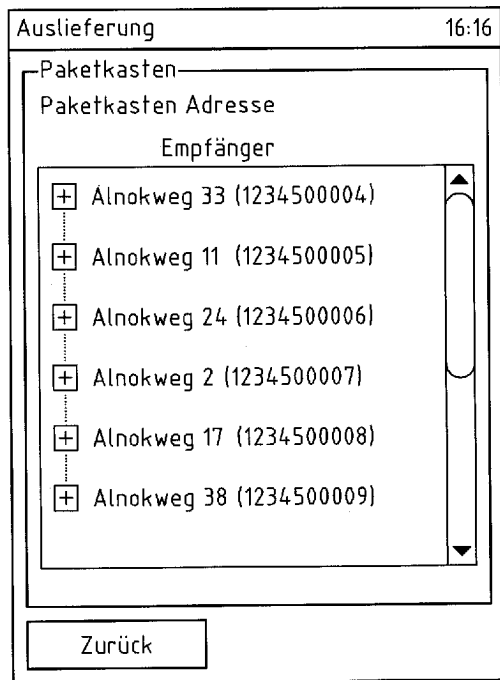 Auslieferung 16:16
Paketkasten
Paketkasten Adresse
Empfänger
Alnokweg 33 (1234500004)
Alnokweg 11 (1234500005)
Alnokweg 24 (1234500006)
Alnokweg 2 (1234500007)
Alnokweg 17 (1234500008)
Alnokweg 38 (1234500009)
Zurück